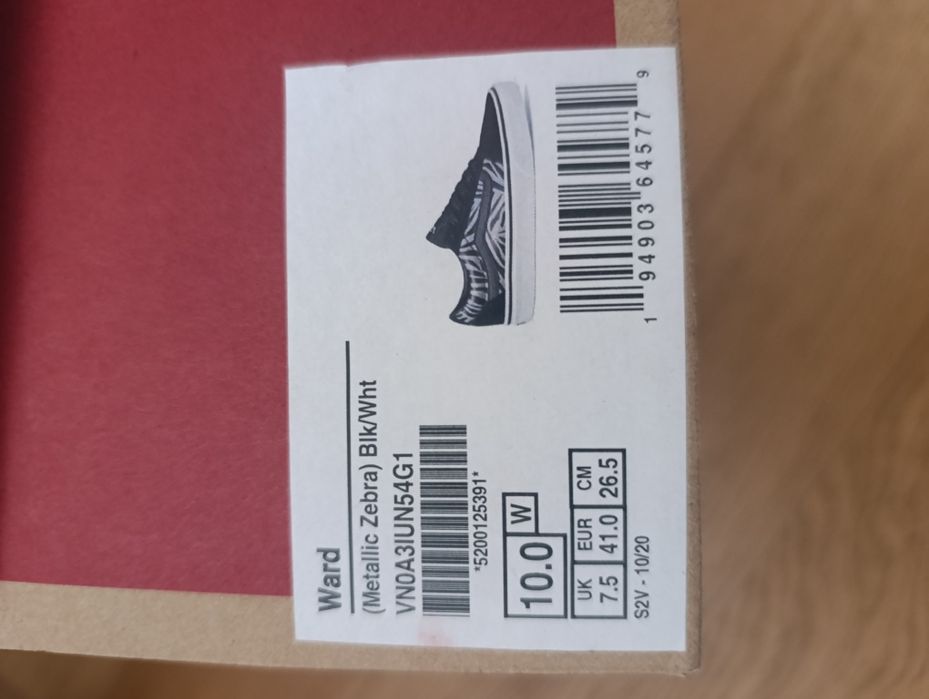 Ward
(Metallic Zebra) Blk/Wht
VN0A3IUN54G1
*5200125391*
10.0 W
UK EUR CM
7.5 41.0 26.5
S2V - 10/20
1 94903 64577 9